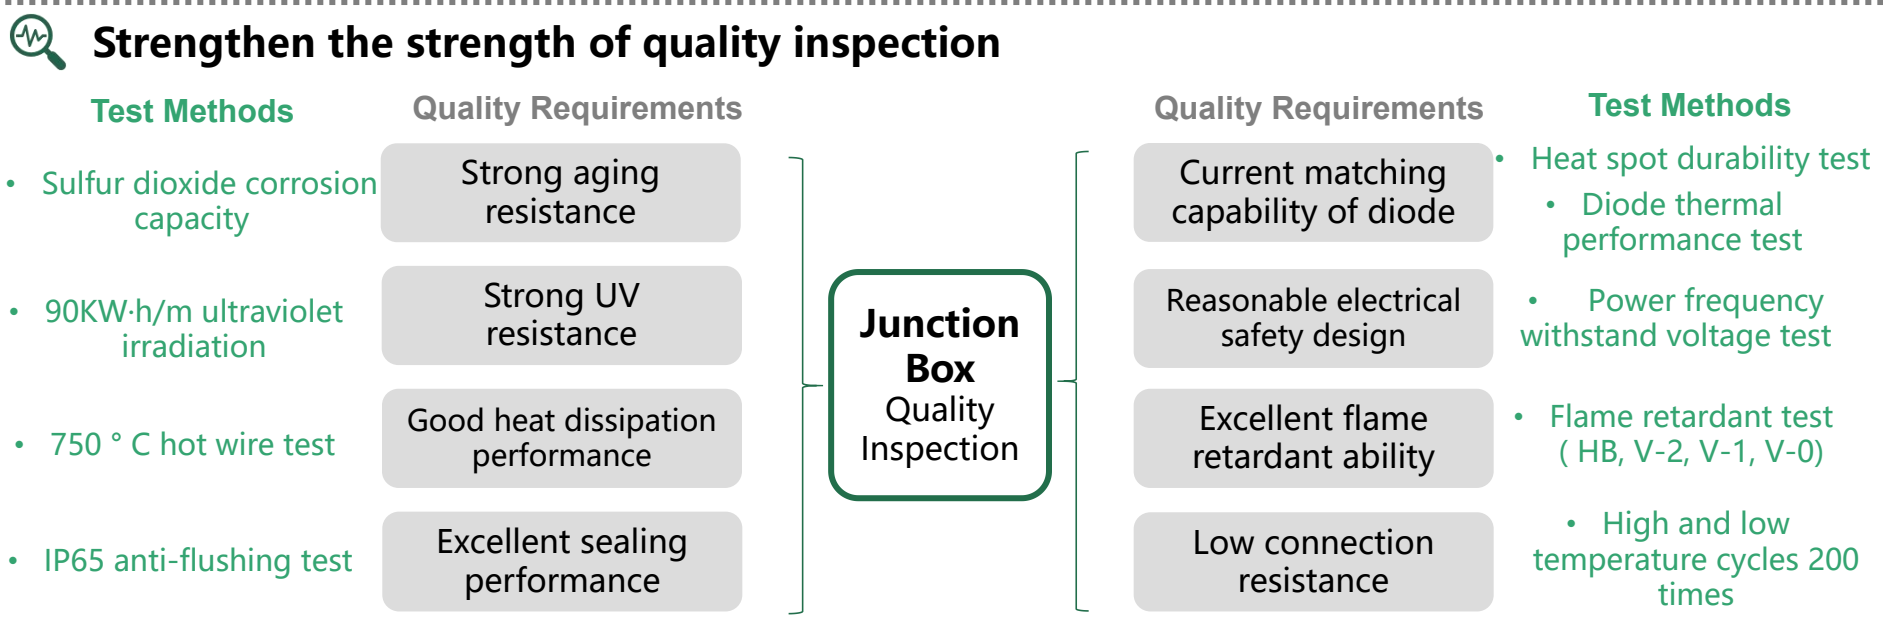 Strengthen the strength of quality inspection
Test Methods
Quality Requirements
• Sulfur dioxide corrosion
capacity
Strong aging
resistance
• 90KW·h/m ultraviolet
irradiation
Strong UV
resistance
• 750 ° C hot wire test
Good heat dissipation
performance
• IP65 anti-flushing test
Excellent sealing
performance
Junction
Box
Quality
Inspection
Quality Requirements
Test Methods
Current matching
capability of diode
• Heat spot durability test
• Diode thermal
performance test
Reasonable electrical
safety design
• Power frequency
withstand voltage test
Excellent flame
retardant ability
• Flame retardant test
( HB, V-2, V-1, V-0)
Low connection
resistance
• High and low
temperature cycles 200
times